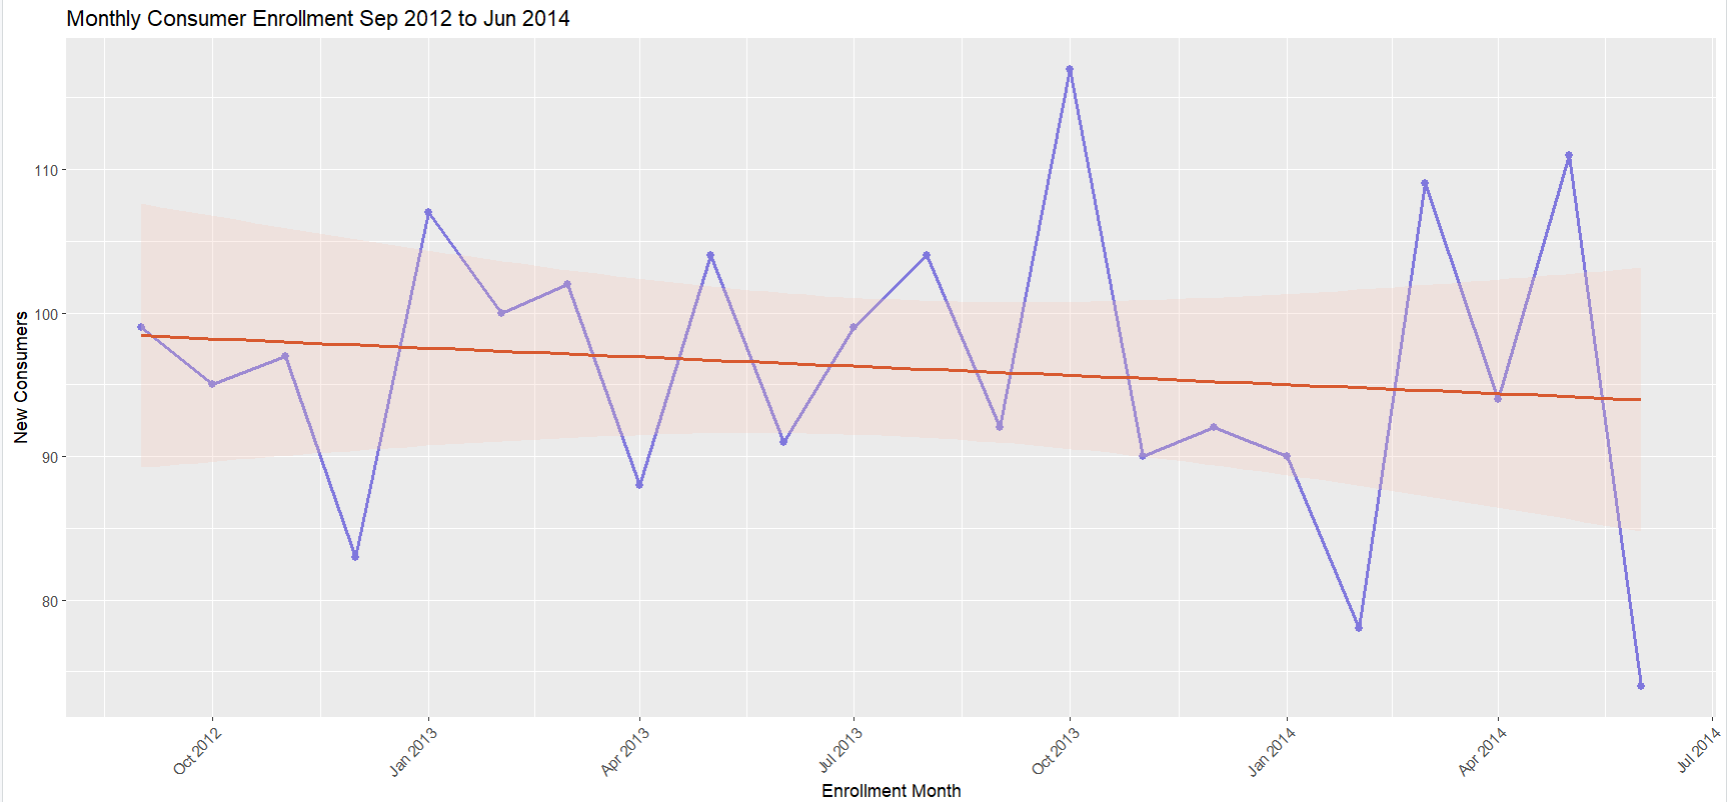 Monthly Consumer Enrollment Sep 2012 to Jun 2014
New Consumers
110
100
90
80
Oct 2012
Jan 2013
Apr 2013
Jul 2013
Oct 2013
Jan 2014
Apr 2014
Jul 2014
Enrollment Month